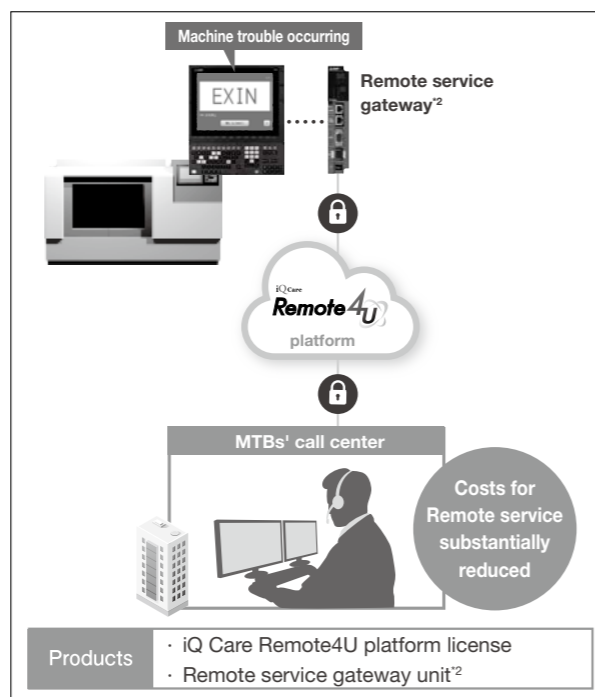 Machine trouble occurring
EXIN
Remote service
gateway*2
iQ Care
Remote4U
platform
MTBs' call center
Costs for
Remote service
substantially
reduced
Products
· iQ Care Remote4U platform license
· Remote service gateway unit*2